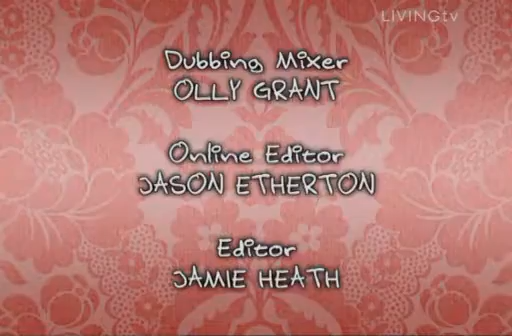 LIVINGtv
Dubbing Mixer
OLLY GRANT
Online Editor
JASON ETHERTON
Editor
JAMIE HEATH